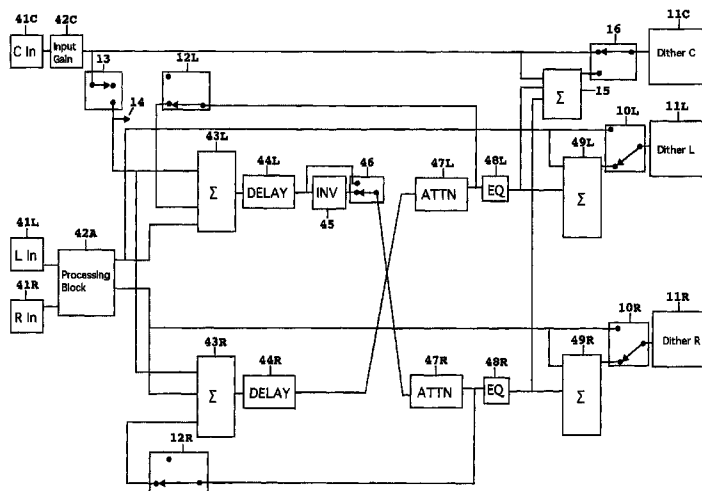 41C 42C 11C
C In Input Gain 13 12L 16 Dither C
14 Σ 15
43L 10L 11L
44L 46 47L 48L 49L Dither L
Σ DELAY INV ATTN EQ Σ
45
41L 42A
L In Processing Block
41R
R In
10R 11R
43R 44R 47R 48R 49R Dither R
Σ DELAY ATTN EQ Σ
12R